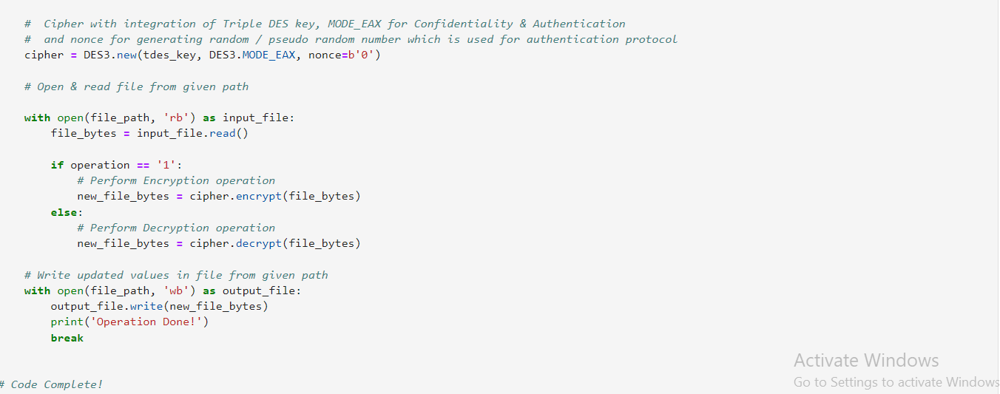 #  Cipher with integration of Triple DES key, MODE_EAX for Confidentiality & Authentication
#  and nonce for generating random / pseudo random number which is used for authentication protocol
cipher = DES3.new(tdes_key, DES3.MODE_EAX, nonce=b'0')
# Open & read file from given path
with open(file_path, 'rb') as input_file:
    file_bytes = input_file.read()
    if operation == '1':
        # Perform Encryption operation
        new_file_bytes = cipher.encrypt(file_bytes)
    else:
        # Perform Decryption operation
        new_file_bytes = cipher.decrypt(file_bytes)
# Write updated values in file from given path
with open(file_path, 'wb') as output_file:
    output_file.write(new_file_bytes)
    print('Operation Done!')
    break
# Code Complete!
Activate Windows
Go to Settings to activate Windows